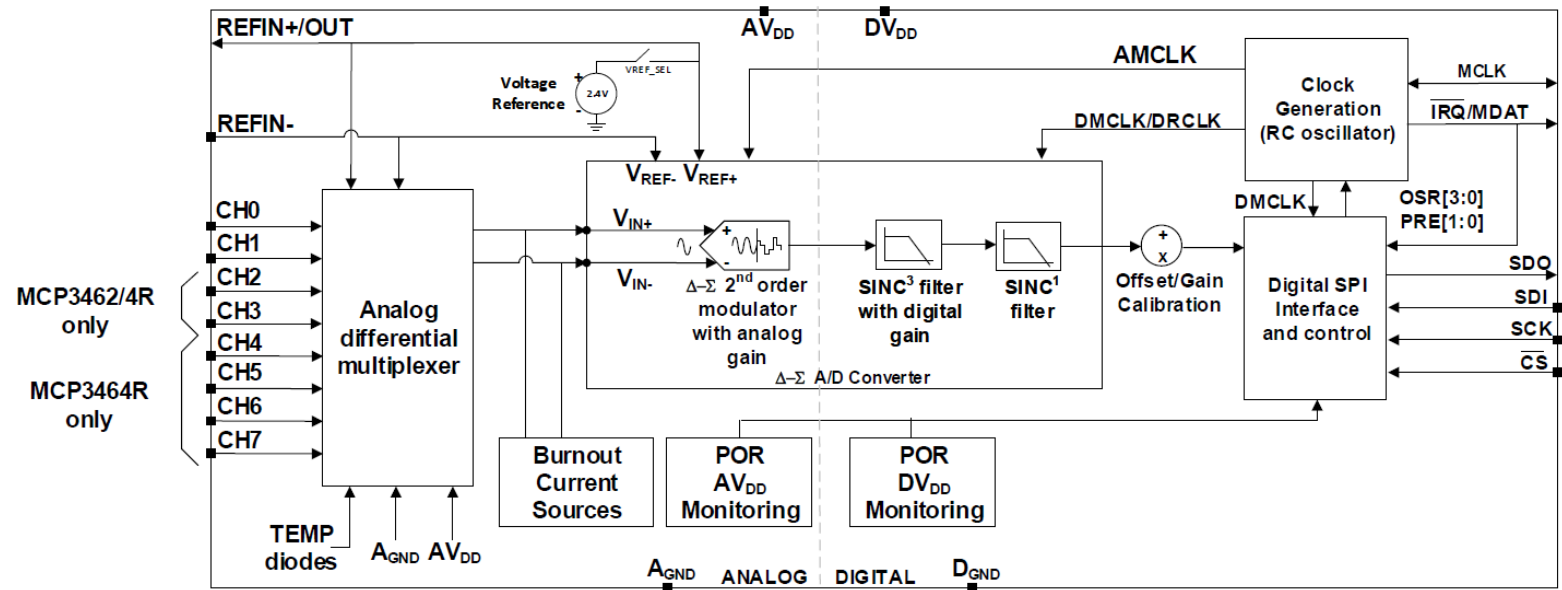 REFIN+/OUT
AVDD
DVDD
AMCLK
Voltage
Reference
+
2.4V
-
VREF_SEL
Clock
Generation
(RC oscillator)
MCLK
IRQ/MDAT
REFIN-
DMCLK/DRCLK
VREF- VREF+
DMCLK
OSR[3:0]
PRE[1:0]
CH0
CH1
CH2
CH3
CH4
CH5
CH6
CH7
MCP3462/4R
only
MCP3464R
only
Analog
differential
multiplexer
VIN+
VIN-
+
-
Δ–Σ 2nd order
modulator
with analog
gain
SINC3 filter
with digital
gain
SINC1
filter
Δ–Σ A/D Converter
+
x
Offset/Gain
Calibration
Digital SPI
Interface
and control
SDO
SDI
SCK
CS
Burnout
Current
Sources
POR
AVDD
Monitoring
POR
DVDD
Monitoring
TEMP
diodes
AGND
AVDD
AGND
ANALOG
DIGITAL
DGND